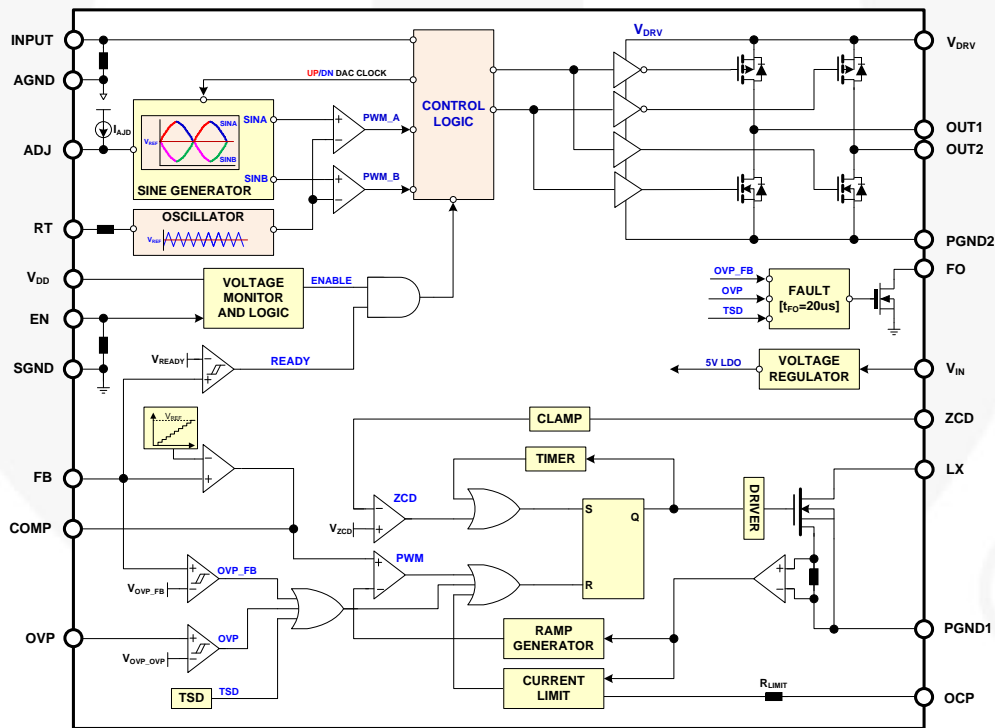 INPUT
AGND
ADJ
RT
VDD
EN
SGND
FB
COMP
OVP
IAJD
UP/DN DAC CLOCK
SINA
VREF
SINB
SINA
SINB
SINE GENERATOR
OSCILLATOR
VREF
PWM_A
PWM_B
CONTROL
LOGIC
VDRV
VDRV
OUT1
OUT2
PGND2
FO
VIN
ZCD
LX
PGND1
OCP
VOLTAGE
MONITOR
AND LOGIC
ENABLE
VREADY
READY
OVP_FB
OVP
TSD
FAULT
[tFO=20us]
5V LDO
VOLTAGE
REGULATOR
VREF
CLAMP
TIMER
ZCD
VZCD
S
Q
R
DRIVER
PWM
OVP_FB
VOVP_FB
OVP
VOVP_OVP
TSD
TSD
RAMP
GENERATOR
CURRENT
LIMIT
RLIMIT